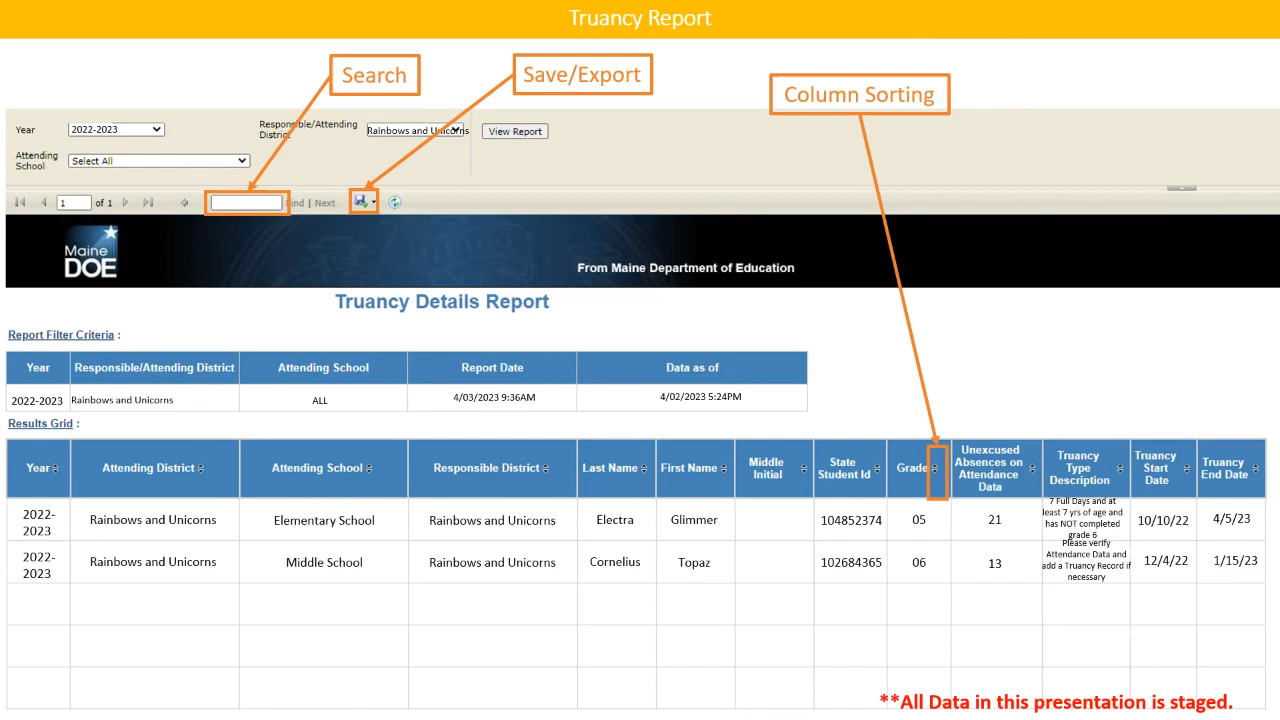 Truancy Report
Search
Save/Export
Column Sorting
Year
2022-2023
Responsible/Attending
District
Rainbows and Unicorns
View Report
Attending
School
Select All
1
of 1
Find | Next
Maine
DOE
From Maine Department of Education
Truancy Details Report
Report Filter Criteria :
Year Responsible/Attending District Attending School Report Date Data as of
2022-2023 Rainbows and Unicorns ALL 4/03/2023 9:36AM 4/02/2023 5:24PM
Results Grid :
Year
Attending District
Attending School
Responsible District
Last Name
First Name
Middle
Initial
State
Student Id
Grade
Unexcused
Absences on
Attendance
Data
Truancy
Type
Description
Truancy
Start
Date
Truancy
End Date
2022-
2023
Rainbows and Unicorns
Elementary School
Rainbows and Unicorns
Electra
Glimmer
104852374
05
21
7 Full Days and at
least 7 yrs of age and
has NOT completed
grade 6
10/10/22
4/5/23
2022-
2023
Rainbows and Unicorns
Middle School
Rainbows and Unicorns
Cornelius
Topaz
102684365
06
13
Please verify
Attendance Data and
add a Truancy Record if
necessary
12/4/22
1/15/23
**All Data in this presentation is staged.